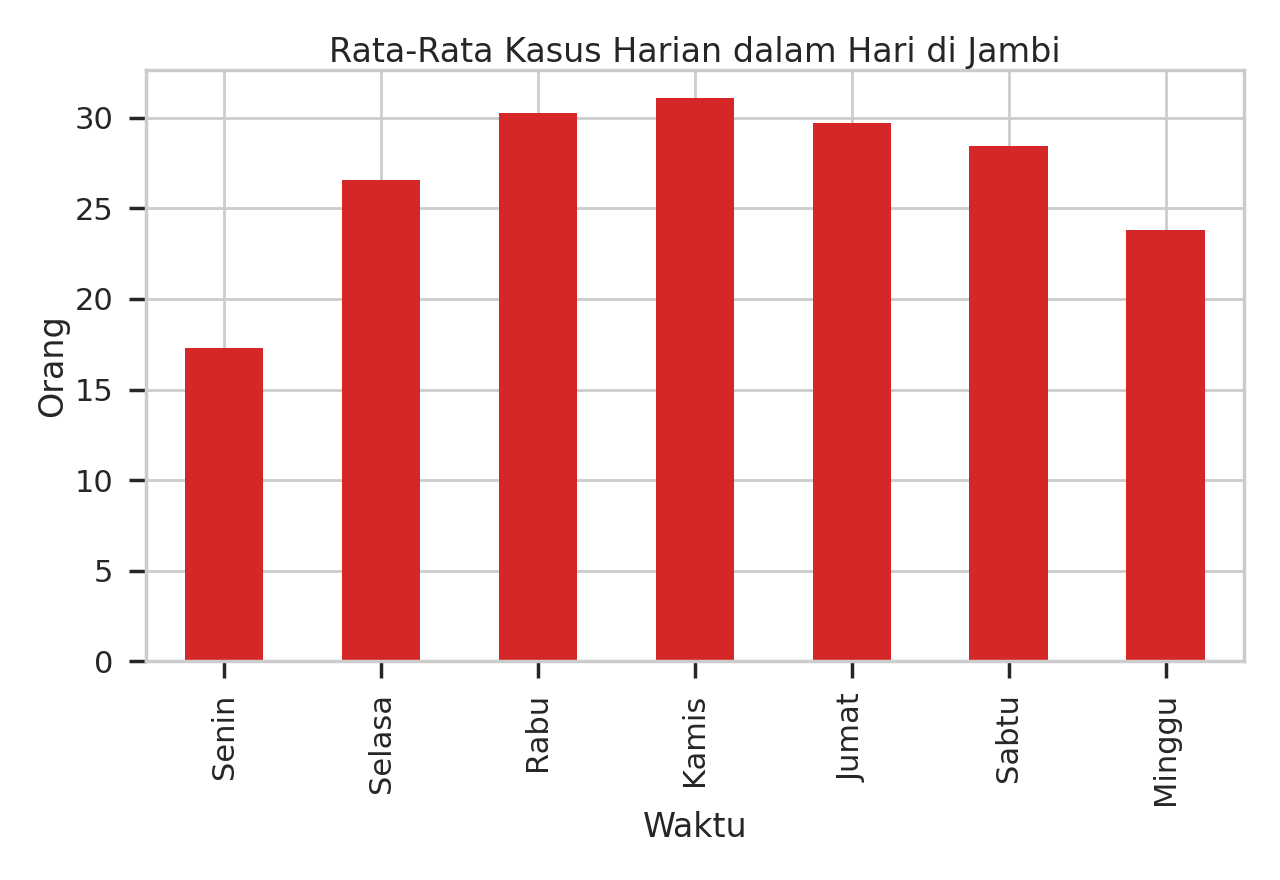 Rata-Rata Kasus Harian dalam Hari di Jambi
Orang
30
25
20
15
10
5
0
Senin
Selasa
Rabu
Kamis
Jumat
Sabtu
Minggu
Waktu